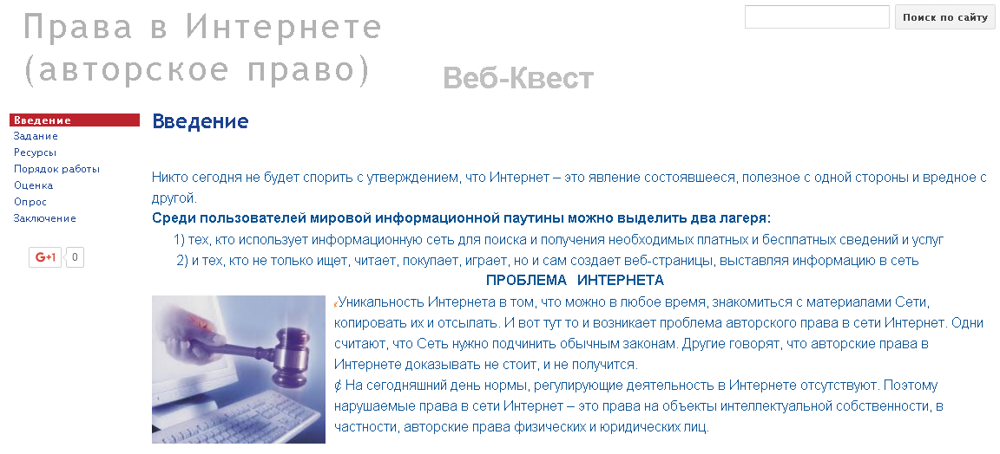 Права в Интернете
(авторское право)
Веб-Квест
Поиск по сайту
Введение
Задание
Ресурсы
Порядок работы
Оценка
Опрос
Заключение
G+1 0
Введение
Никто сегодня не будет спорить с утверждением, что Интернет – это явление состоявшееся, полезное с одной стороны и вредное с
другой.
Среди пользователей мировой информационной паутины можно выделить два лагеря:
1) тех, кто использует информационную сеть для поиска и получения необходимых платных и бесплатных сведений и услуг
2) и тех, кто не только ищет, читает, покупает, играет, но и сам создает веб-страницы, выставляя информацию в сеть
ПРОБЛЕМА ИНТЕРНЕТА
¢Уникальность Интернета в том, что можно в любое время, знакомиться с материалами Сети,
копировать их и отсылать. И вот тут то и возникает проблема авторского права в сети Интернет. Одни
считают, что Сеть нужно подчинить обычным законам. Другие говорят, что авторские права в
Интернете доказывать не стоит, и не получится.
¢ На сегодняшний день нормы, регулирующие деятельность в Интернете отсутствуют. Поэтому
нарушаемые права в сети Интернет – это права на объекты интеллектуальной собственности, в
частности, авторские права физических и юридических лиц.